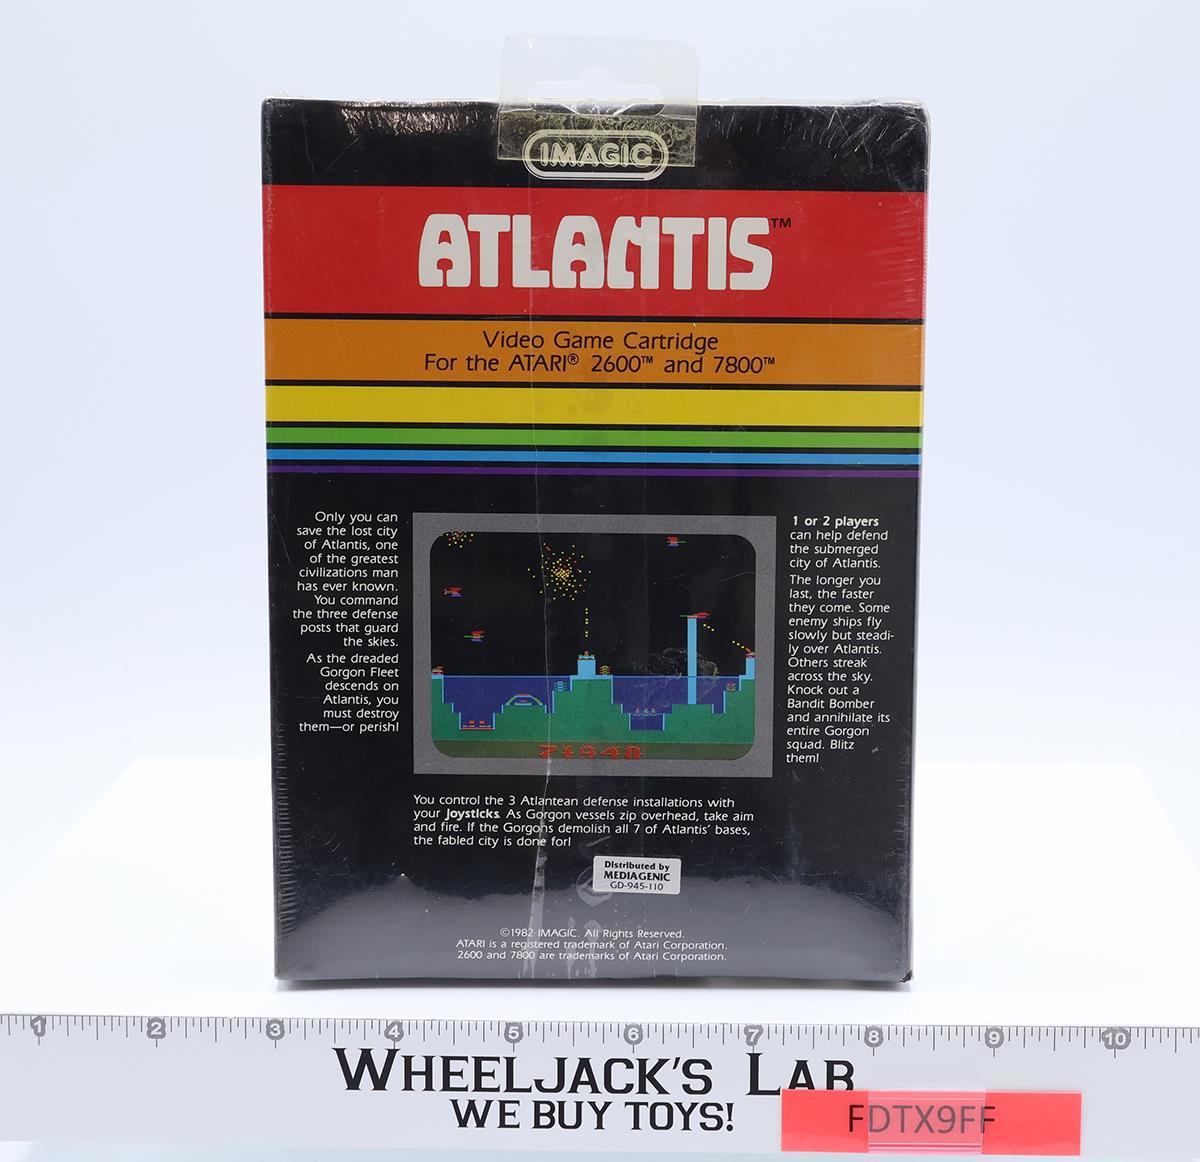 IMAGIC
ATLANTIS™
Video Game Cartridge
For the ATARI® 2600™ and 7800™
Only you can
save the lost city
of Atlantis, one
of the greatest
civilizations man
has ever known.
You command
the three defense
posts that guard
the skies.
As the dreaded
Gorgon Fleet
descends on
Atlantis, you
must destroy
them—or perish!
1 or 2 players
can help defend
the submerged
city of Atlantis.
The longer you
last, the faster
they come. Some
enemy ships fly
slowly but steadi-
ly over Atlantis.
Others streak
across the sky.
Knock out a
Bandit Bomber
and annihilate its
entire Gorgon
squad. Blitz
them!
You control the 3 Atlantean defense installations with
your Joysticks. As Gorgon vessels zip overhead, take aim
and fire. If the Gorgons demolish all 7 of Atlantis' bases,
the fabled city is done for!
Distributed by
MEDIAGENIC
GD-945-110
©1982 IMAGIC. All Rights Reserved.
ATARI is a registered trademark of Atari Corporation.
2600 and 7800 are trademarks of Atari Corporation.
1 2 3 4 5 6 7 8 9 10
WHEELJACK'S LAB
WE BUY TOYS!
FDTX9FF